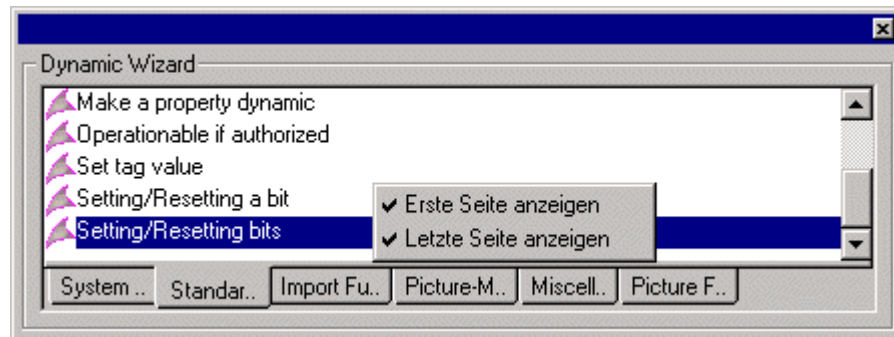 Dynamic Wizard
Make a property dynamic
Operationable if authorized
Set tag value
Setting/Resetting a bit
Setting/Resetting bits
Erste Seite anzeigen
Letzte Seite anzeigen
System .. Standar.. Import Fu.. Picture-M.. Miscell.. Picture F..